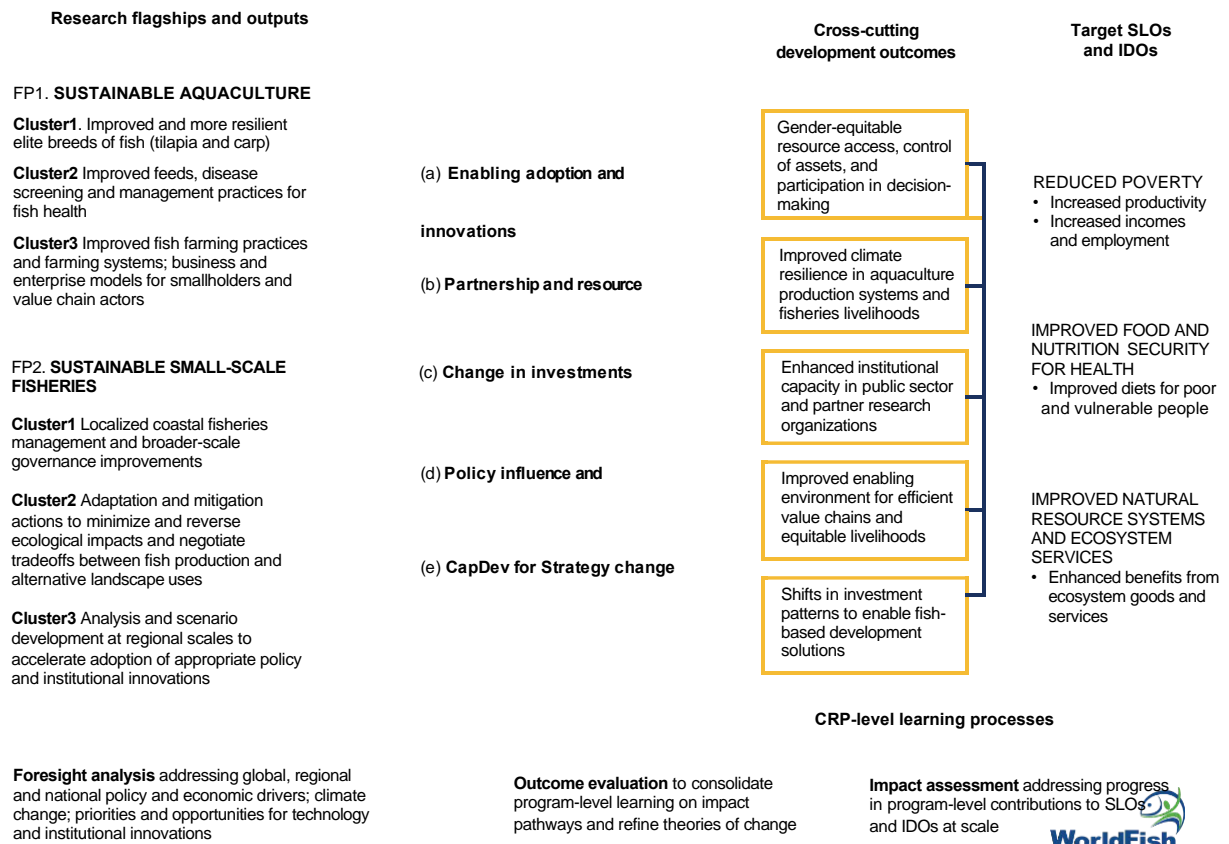 Research flagships and outputs
Cross-cutting
development outcomes
Target SLOs
and IDOs
FP1. SUSTAINABLE AQUACULTURE
Cluster1. Improved and more resilient
elite breeds of fish (tilapia and carp)
Cluster2 Improved feeds, disease
screening and management practices for
fish health
Cluster3 Improved fish farming practices
and farming systems; business and
enterprise models for smallholders and
value chain actors
FP2. SUSTAINABLE SMALL-SCALE
FISHERIES
Cluster1 Localized coastal fisheries
management and broader-scale
governance improvements
Cluster2 Adaptation and mitigation
actions to minimize and reverse
ecological impacts and negotiate
tradeoffs between fish production and
alternative landscape uses
Cluster3 Analysis and scenario
development at regional scales to
accelerate adoption of appropriate policy
and institutional innovations
(a) Enabling adoption and
innovations
(b) Partnership and resource
(c) Change in investments
(d) Policy influence and
(e) CapDev for Strategy change
Gender-equitable
resource access, control
of assets, and
participation in decision-
making
Improved climate
resilience in aquaculture
production systems and
fisheries livelihoods
Enhanced institutional
capacity in public sector
and partner research
organizations
Improved enabling
environment for efficient
value chains and
equitable livelihoods
Shifts in investment
patterns to enable fish-
based development
solutions
REDUCED POVERTY
• Increased productivity
• Increased incomes
and employment
IMPROVED FOOD AND
NUTRITION SECURITY
FOR HEALTH
• Improved diets for poor
and vulnerable people
IMPROVED NATURAL
RESOURCE SYSTEMS
AND ECOSYSTEM
SERVICES
• Enhanced benefits from
ecosystem goods and
services
CRP-level learning processes
Foresight analysis addressing global, regional
and national policy and economic drivers; climate
change; priorities and opportunities for technology
and institutional innovations
Outcome evaluation to consolidate
program-level learning on impact
pathways and refine theories of change
Impact assessment addressing progress
in program-level contributions to SLOs
and IDOs at scale
WorldFish